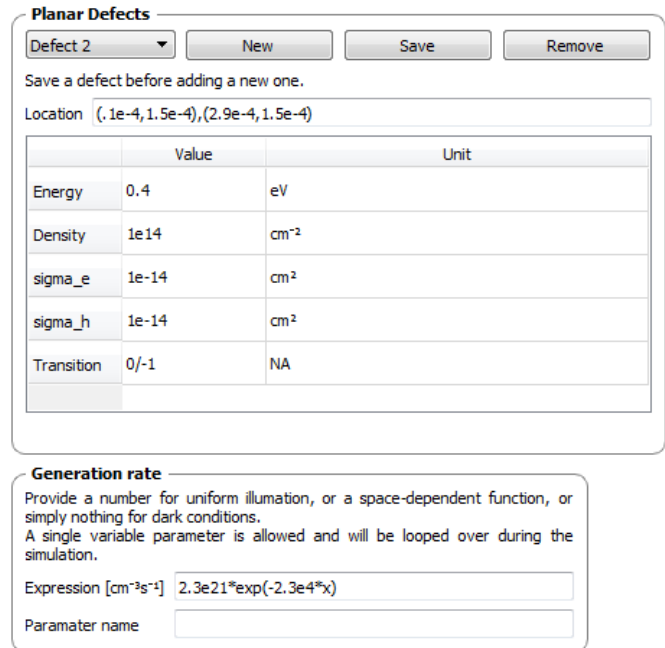 Planar Defects
Defect 2 New Save Remove
Save a defect before adding a new one.
Location (.1e-4,1.5e-4),(2.9e-4,1.5e-4)
Value Unit
Energy 0.4 eV
Density 1e14 cm⁻²
sigma_e 1e-14 cm²
sigma_h 1e-14 cm²
Transition 0/-1 NA
Generation rate
Provide a number for uniform illumation, or a space-dependent function, or
simply nothing for dark conditions.
A single variable parameter is allowed and will be looped over during the
simulation.
Expression [cm⁻³s⁻¹] 2.3e21*exp(-2.3e4*x)
Paramater name